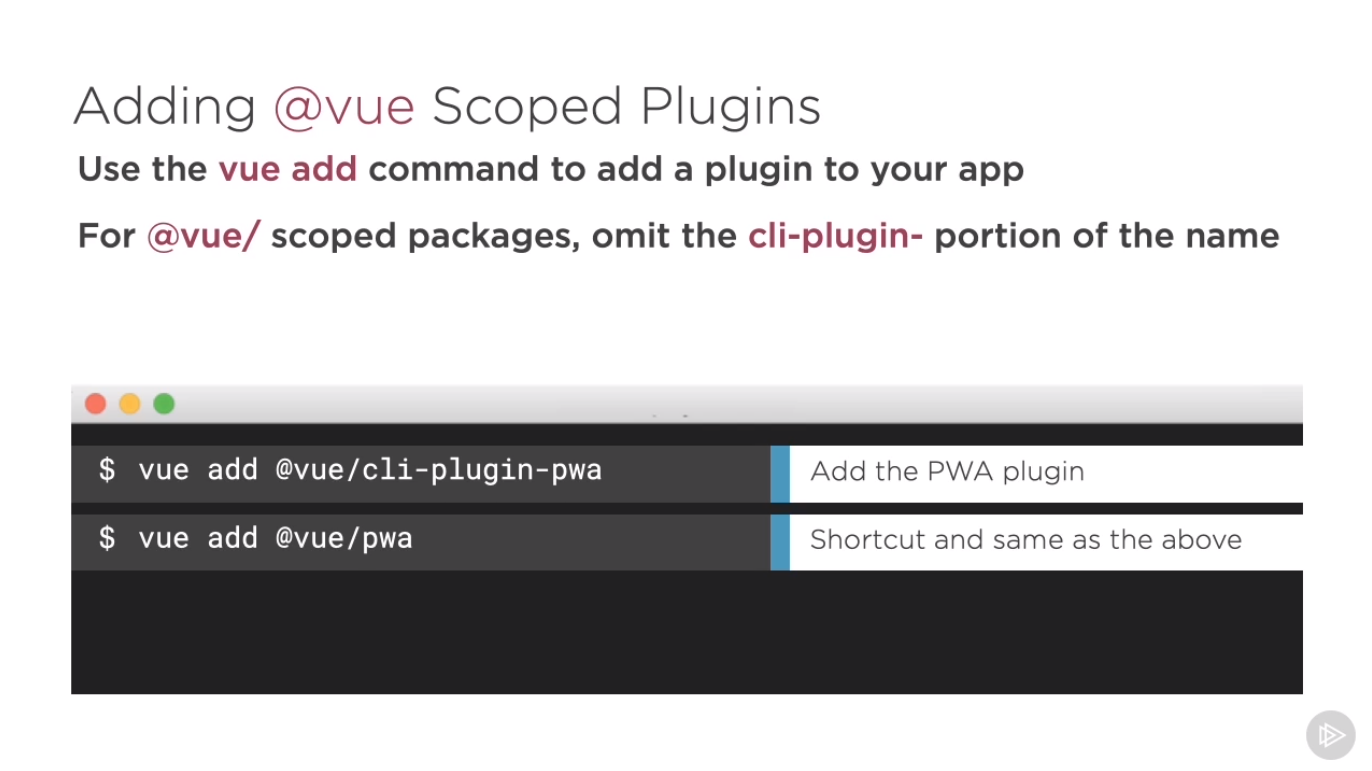 Adding @vue Scoped Plugins
Use the vue add command to add a plugin to your app
For @vue/ scoped packages, omit the cli-plugin- portion of the name
$ vue add @vue/cli-plugin-pwa
Add the PWA plugin
$ vue add @vue/pwa
Shortcut and same as the above